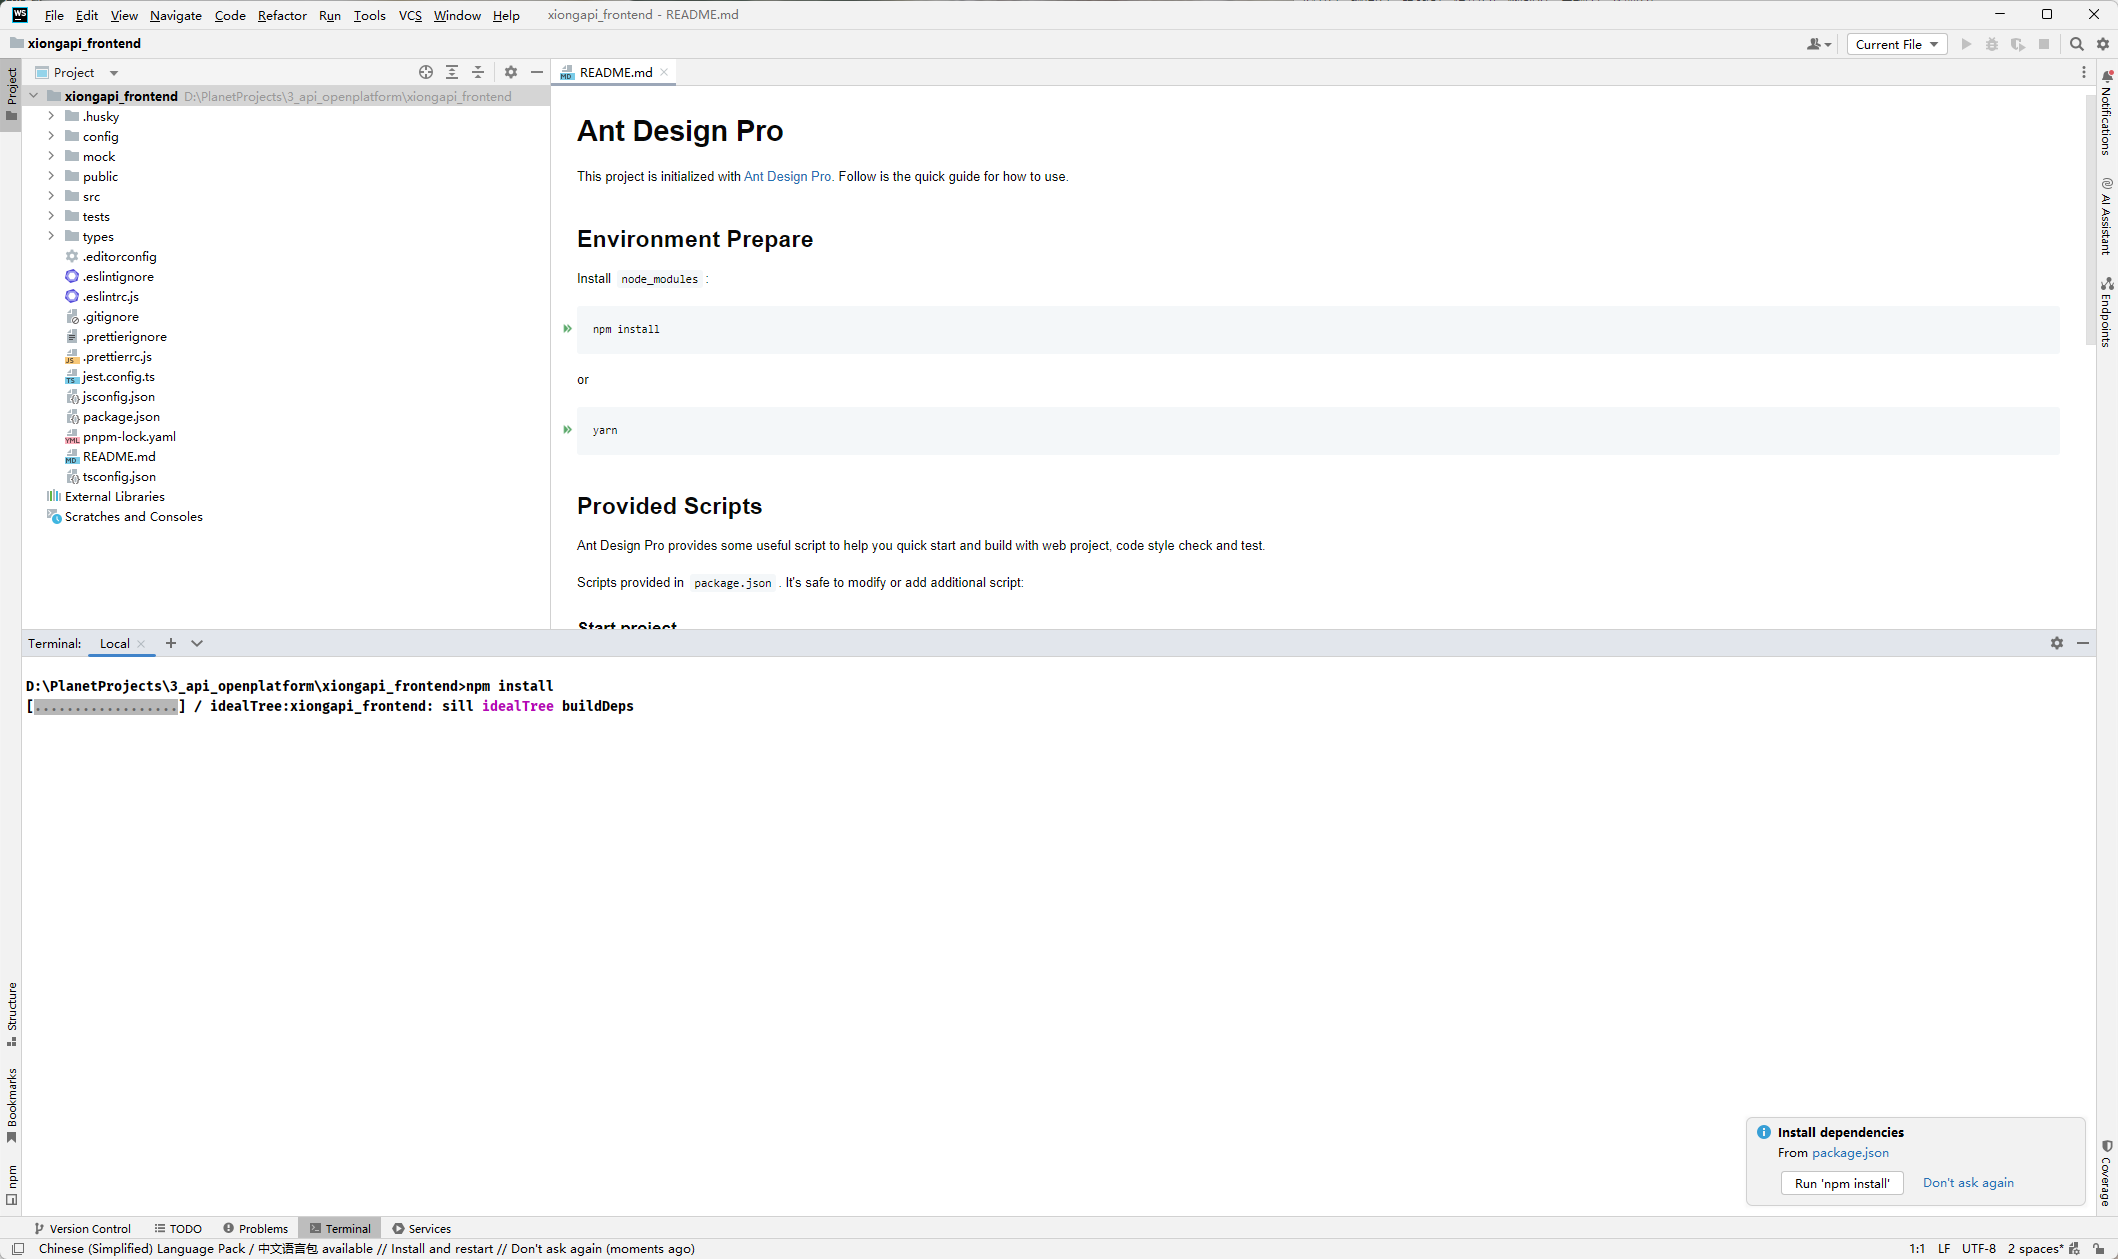 WS File Edit View Navigate Code Refactor Run Tools VCS Window Help xiongapi_frontend - README.md
xiongapi_frontend
Current File
Project
Project
README.md
xiongapi_frontend D:\PlanetProjects\3_api_openplatform\xiongapi_frontend
.husky
config
mock
public
src
tests
types
.editorconfig
.eslintignore
.eslintrc.js
.gitignore
.prettierignore
.prettierrc.js
jest.config.ts
jsconfig.json
package.json
pnpm-lock.yaml
README.md
tsconfig.json
External Libraries
Scratches and Consoles
Ant Design Pro
This project is initialized with Ant Design Pro. Follow is the quick guide for how to use.
Environment Prepare
Install node_modules :
npm install
or
yarn
Provided Scripts
Ant Design Pro provides some useful script to help you quick start and build with web project, code style check and test.
Scripts provided in package.json . It's safe to modify or add additional script:
Start project
Notifications
AI Assistant
Endpoints
Terminal: Local
D:\PlanetProjects\3_api_openplatform\xiongapi_frontend>npm install
[..................] / idealTree:xiongapi_frontend: sill idealTree buildDeps
Structure
Bookmarks
npm
Install dependencies
From package.json
Run 'npm install' Don't ask again
Coverage
Version Control TODO Problems Terminal Services
Chinese (Simplified) Language Pack / 中文语言包 available // Install and restart // Don't ask again (moments ago)
1:1 LF UTF-8 2 spaces*